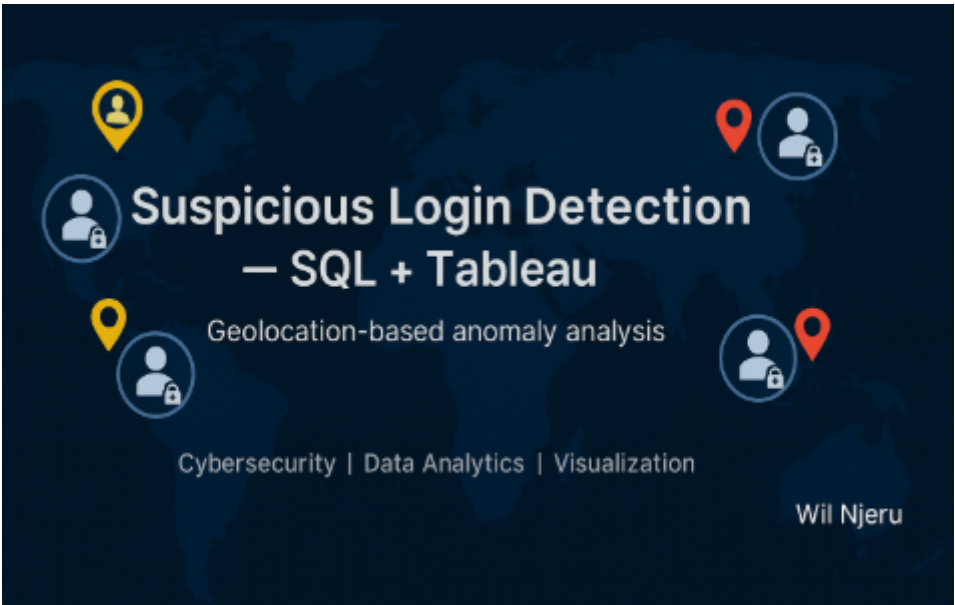 Suspicious Login Detection
— SQL + Tableau
Geolocation-based anomaly analysis
Cybersecurity | Data Analytics | Visualization
Wil Njeru